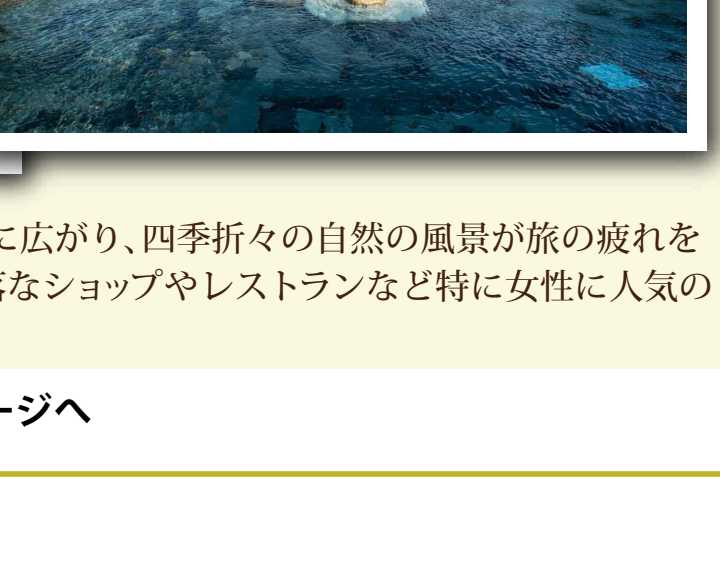 に広がり、四季折々の自然の風景が旅の疲れを
落なショップやレストランなど特に女性に人気の
ージへ